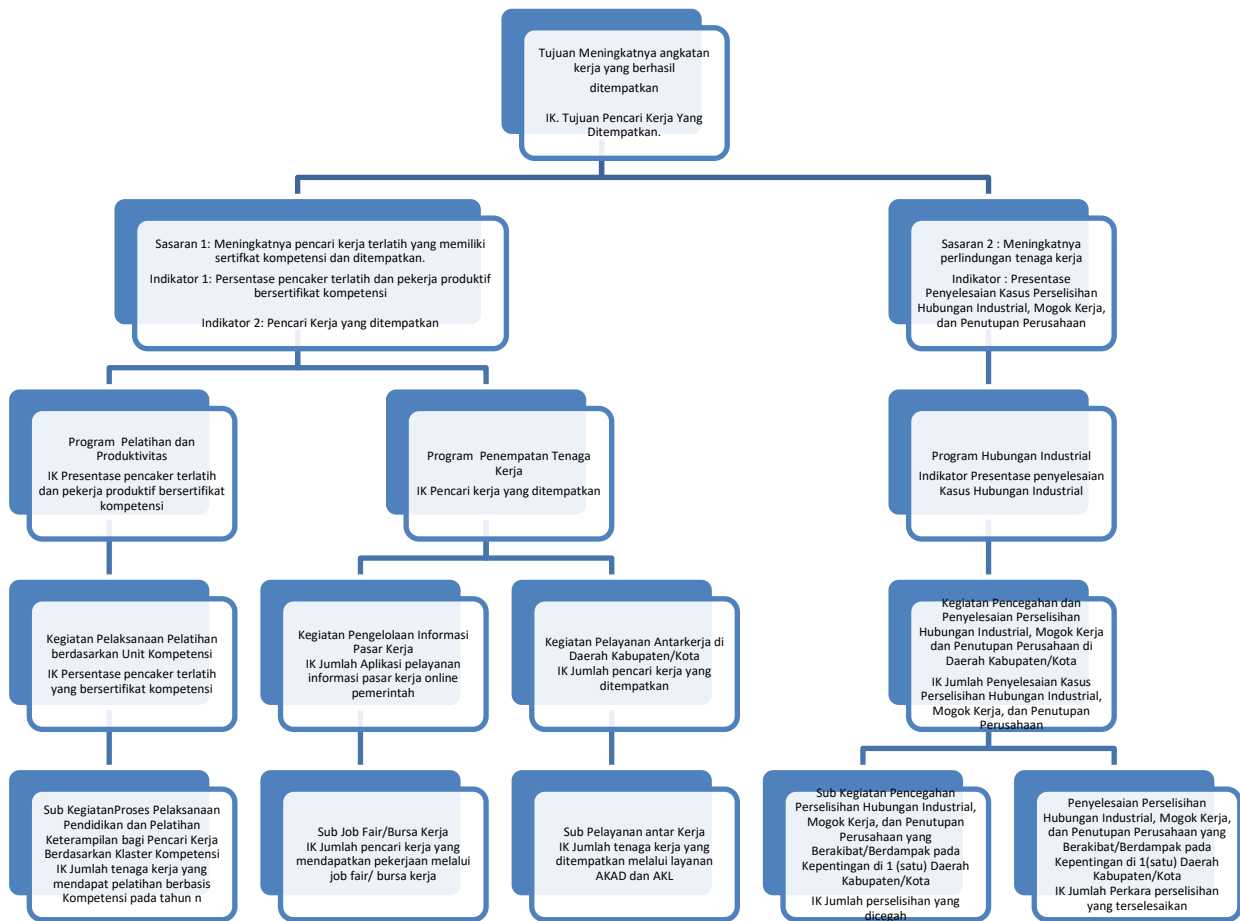 Tujuan Meningkatnya angkatan
kerja yang berhasil
ditempatkan
IK. Tujuan Pencari Kerja Yang
Ditempatkan.
Sasaran 1: Meningkatnya pencari kerja terlatih yang memiliki
sertifkat kompetensi dan ditempatkan.
Indikator 1: Persentase pencaker terlatih dan pekerja produktif
bersertifikat kompetensi
Indikator 2: Pencari Kerja yang ditempatkan
Sasaran 2 : Meningkatnya
perlindungan tenaga kerja
Indikator : Presentase
Penyelesaian Kasus Perselisihan
Hubungan Industrial, Mogok Kerja,
dan Penutupan Perusahaan
Program  Pelatihan dan
Produktivitas
IK Presentase pencaker terlatih
dan pekerja produktif bersertifikat
kompetensi
Program  Penempatan Tenaga
Kerja
IK Pencari kerja yang ditempatkan
Program Hubungan Industrial
Indikator Presentase penyelesaian
Kasus Hubungan Industrial
Kegiatan Pelaksanaan Pelatihan
berdasarkan Unit Kompetensi
IK Persentase pencaker terlatih
yang bersertifikat kompetensi
Kegiatan Pengelolaan Informasi
Pasar Kerja
IK Jumlah Aplikasi pelayanan
informasi pasar kerja online
pemerintah
Kegiatan Pelayanan Antarkerja di
Daerah Kabupaten/Kota
IK Jumlah pencari kerja yang
ditempatkan
Kegiatan Pencegahan dan
Penyelesaian Perselisihan
Hubungan Industrial, Mogok Kerja
dan Penutupan Perusahaan di
Daerah Kabupaten/Kota
IK Jumlah Penyelesaian Kasus
Perselisihan Hubungan Industrial,
Mogok Kerja, dan Penutupan
Perusahaan
Sub KegiatanProses Pelaksanaan
Pendidikan dan Pelatihan
Keterampilan bagi Pencari Kerja
Berdasarkan Klaster Kompetensi
IK Jumlah tenaga kerja yang
mendapat pelatihan berbasis
Kompetensi pada tahun n
Sub Job Fair/Bursa Kerja
IK Jumlah pencari kerja yang
mendapatkan pekerjaan melalui
job fair/ bursa kerja
Sub Pelayanan antar Kerja
IK Jumlah tenaga kerja yang
ditempatkan melalui layanan
AKAD dan AKL
Sub Kegiatan Pencegahan
Perselisihan Hubungan Industrial,
Mogok Kerja, dan Penutupan
Perusahaan yang
Berakibat/Berdampak pada
Kepentingan di 1 (satu) Daerah
Kabupaten/Kota
IK Jumlah perselisihan yang
dicegah
Penyelesaian Perselisihan
Hubungan Industrial, Mogok Kerja,
dan Penutupan Perusahaan yang
Berakibat/Berdampak pada
Kepentingan di 1(satu) Daerah
Kabupaten/Kota
IK Jumlah Perkara perselisihan
yang terselesaikan